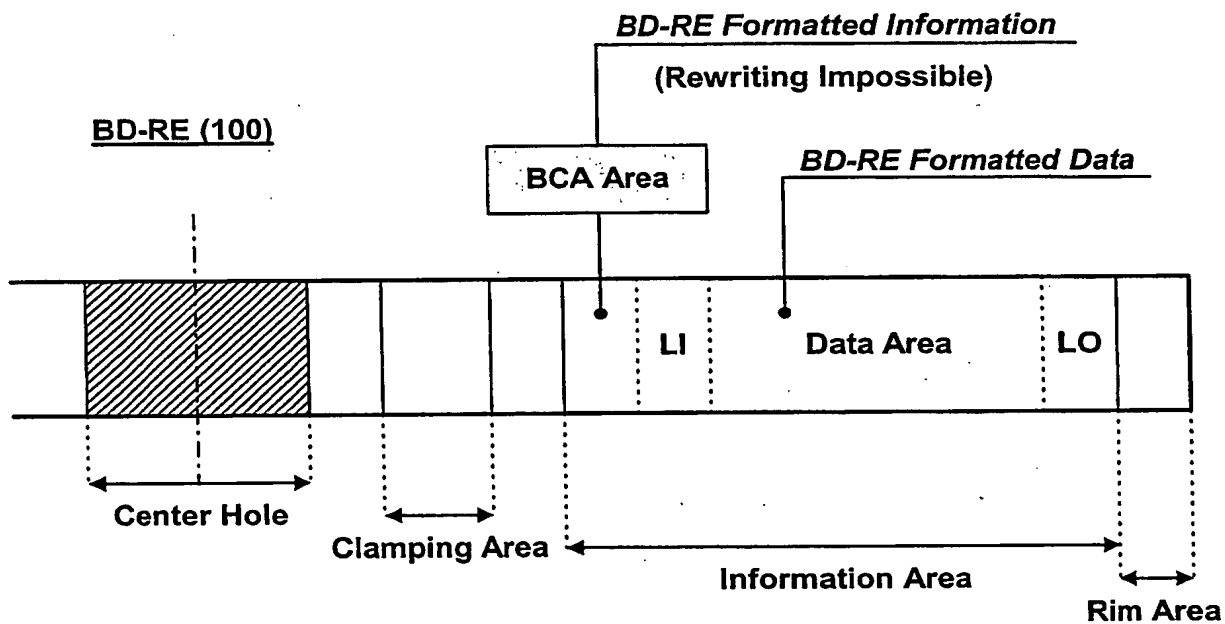 BD-RE Formatted Information
(Rewriting Impossible)
BD-RE (100)
BCA Area
BD-RE Formatted Data
LI
Data Area
LO
Center Hole
Clamping Area
Information Area
Rim Area